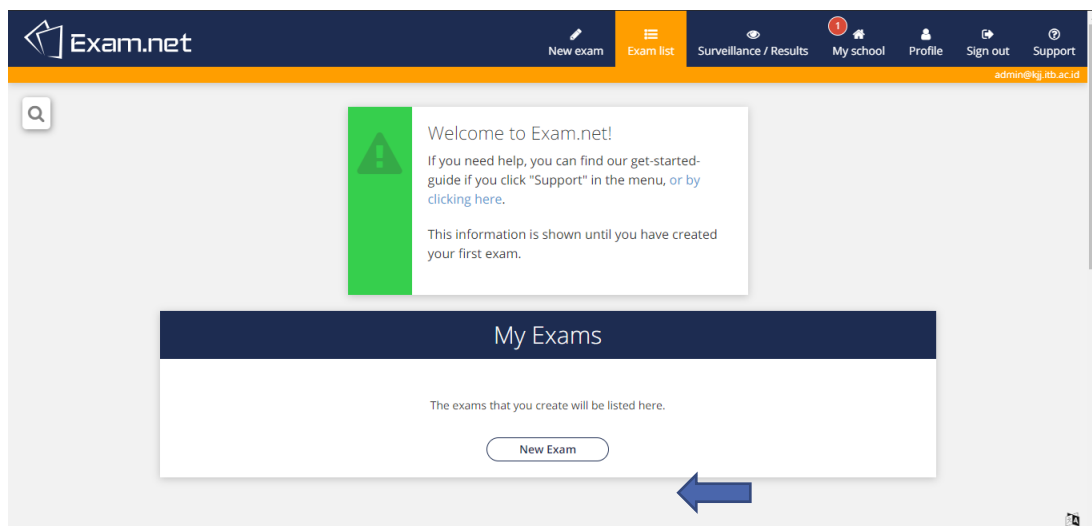 Exam.net
New exam
Exam list
Surveillance / Results
1
My school
Profile
Sign out
Support
admin@kjj.itb.ac.id
Welcome to Exam.net!
If you need help, you can find our get-started-
guide if you click "Support" in the menu, or by
clicking here.
This information is shown until you have created
your first exam.
My Exams
The exams that you create will be listed here.
New Exam